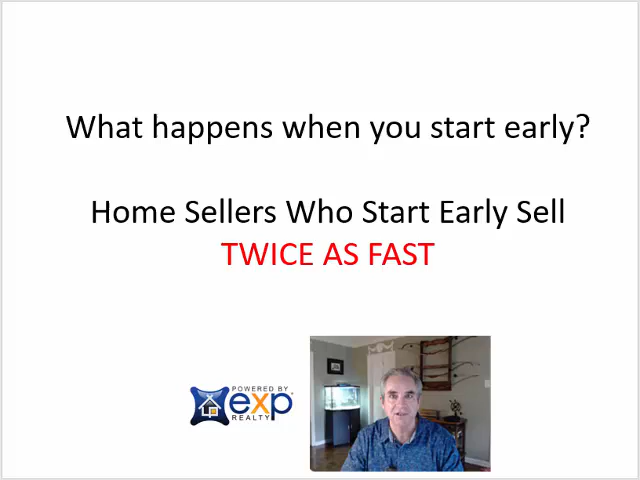 What happens when you start early?
Home Sellers Who Start Early Sell
TWICE AS FAST
POWERED BY
exp
REALTY